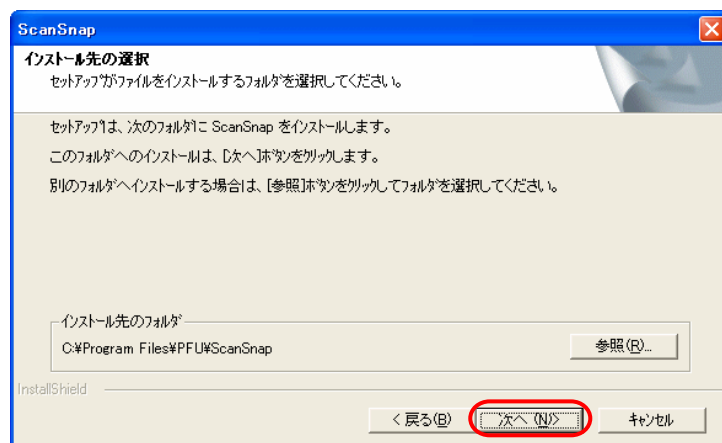 ScanSnap
インストール先の選択
セットアップがファイルをインストールするフォルダを選択してください。
セットアップは、次のフォルダに ScanSnap をインストールします。
このフォルダへのインストールは、[次へ]ボタンをクリックします。
別のフォルダへインストールする場合は、[参照]ボタンをクリックしてフォルダを選択してください。
インストール先のフォルダ
C:¥Program Files¥PFU¥ScanSnap
参照(R)...
InstallShield
< 戻る(B)
次へ (N)>
キャンセル